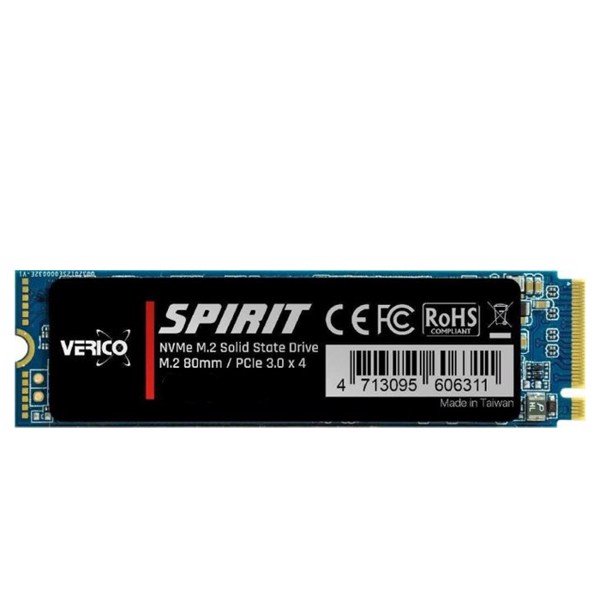 VERICO
SPIRIT
NVMe M.2 Solid State Drive
M.2 80mm / PCIe 3.0 x 4
CE FC RoHS
COMPLIANT
4 713095 606311
Made in Taiwan